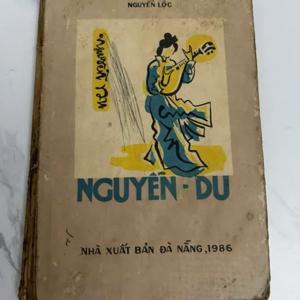 NGUYỄN LỘC
NGUYỄN - DU
NHÀ XUẤT BẢN ĐÀ NẴNG, 1986